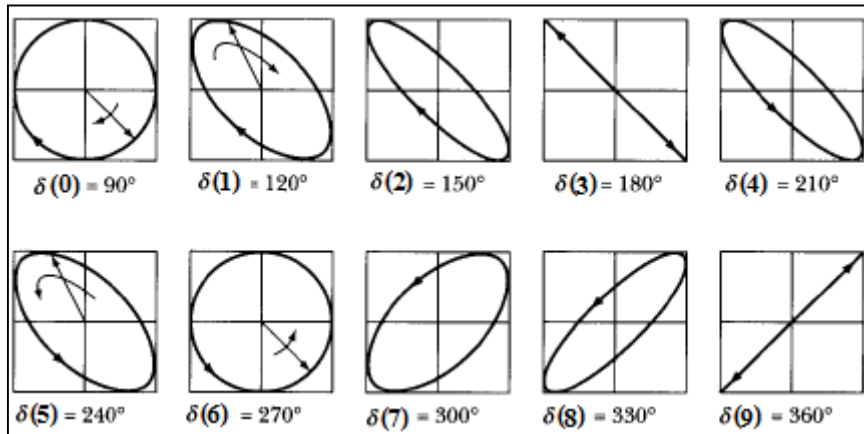 δ(0) = 90° δ(1) = 120° δ(2) = 150° δ(3) = 180° δ(4) = 210°
δ(5) = 240° δ(6) = 270° δ(7) = 300° δ(8) = 330° δ(9) = 360°